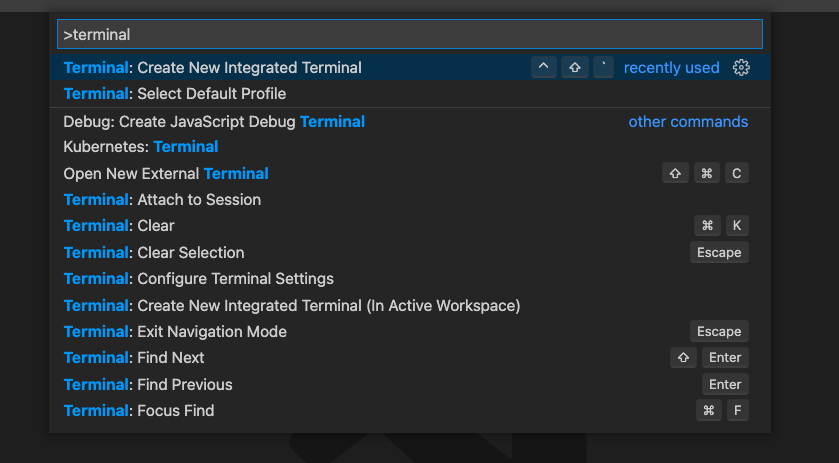 >terminal
Terminal: Create New Integrated Terminal ^ ⇧ ` recently used
Terminal: Select Default Profile
Debug: Create JavaScript Debug Terminal other commands
Kubernetes: Terminal
Open New External Terminal ⇧ ⌘ C
Terminal: Attach to Session
Terminal: Clear ⌘ K
Terminal: Clear Selection Escape
Terminal: Configure Terminal Settings
Terminal: Create New Integrated Terminal (In Active Workspace)
Terminal: Exit Navigation Mode Escape
Terminal: Find Next ⇧ Enter
Terminal: Find Previous Enter
Terminal: Focus Find ⌘ F